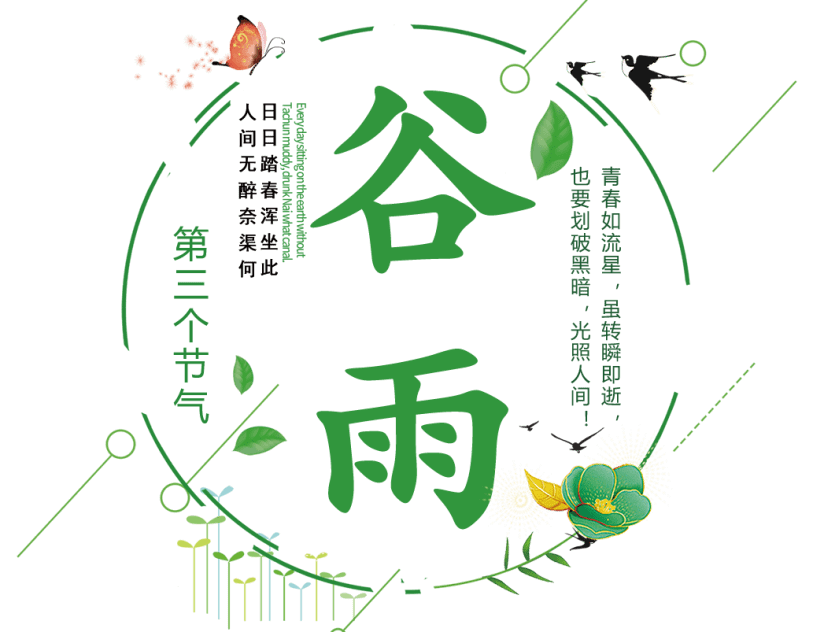 谷雨
日日踏春浑坐此
人间无醉奈渠何
Every day sitting on the earth without
Tachun muddy, drunk Nai what canal.
第三个节气
青春如流星，虽转瞬即逝，
也要划破黑暗，光照人间！